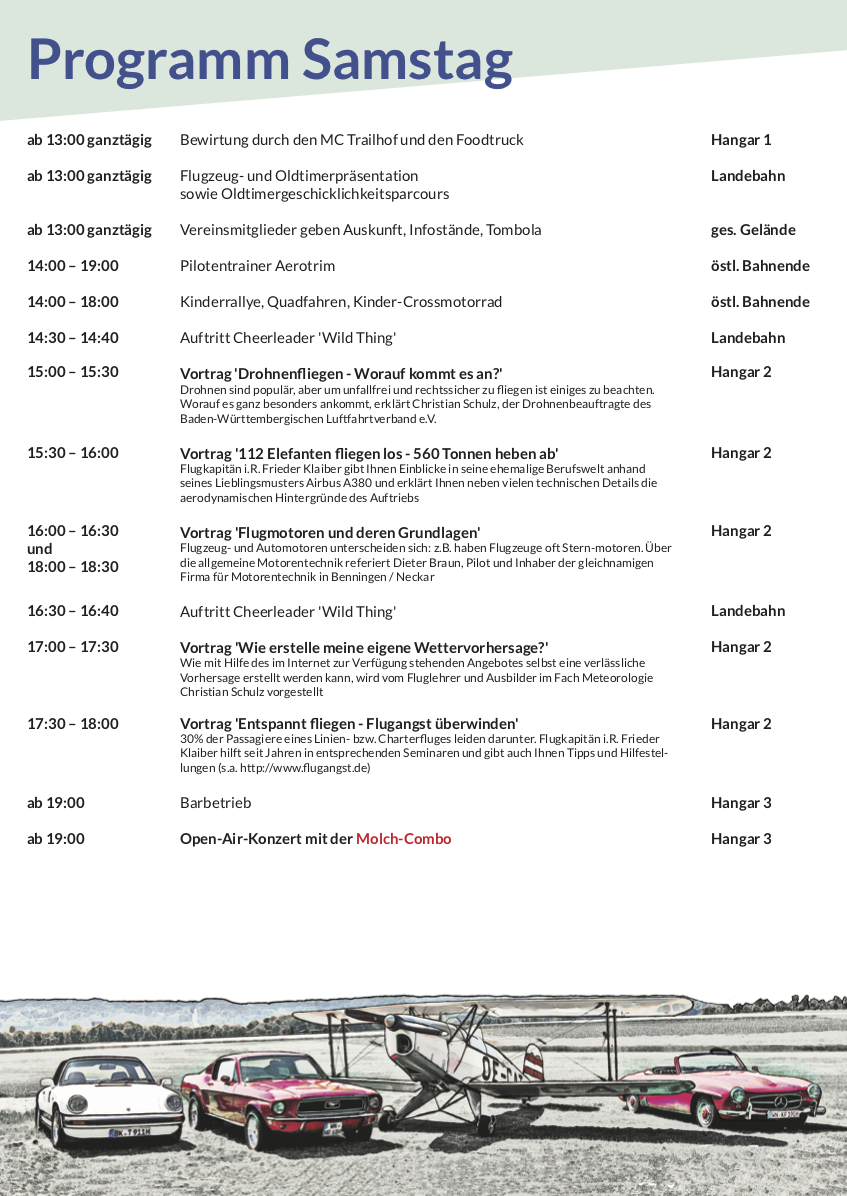 Programm Samstag
ab 13:00 ganztägig Bewirtung durch den MC Trailhof und den Foodtruck Hangar 1
ab 13:00 ganztägig Flugzeug- und Oldtimerpräsentation Landebahn
sowie Oldtimergeschicklichkeitsparcours
ab 13:00 ganztägig Vereinsmitglieder geben Auskunft, Infostände, Tombola ges. Gelände
14:00 – 19:00 Pilotentrainer Aerotrim östl. Bahnende
14:00 – 18:00 Kinderrallye, Quadfahren, Kinder-Crossmotorrad östl. Bahnende
14:30 – 14:40 Auftritt Cheerleader 'Wild Thing' Landebahn
15:00 – 15:30 Vortrag 'Drohnenfliegen - Worauf kommt es an?' Hangar 2
Drohnen sind populär, aber um unfallfrei und rechtssicher zu fliegen ist einiges zu beachten.
Worauf es ganz besonders ankommt, erklärt Christian Schulz, der Drohnenbeauftragte des
Baden-Württembergischen Luftfahrtverband e.V.
15:30 – 16:00 Vortrag '112 Elefanten fliegen los - 560 Tonnen heben ab' Hangar 2
Flugkapitän i.R. Frieder Klaiber gibt Ihnen Einblicke in seine ehemalige Berufswelt anhand
seines Lieblingsmusters Airbus A380 und erklärt Ihnen neben vielen technischen Details die
aerodynamischen Hintergründe des Auftriebs
16:00 – 16:30 Vortrag 'Flugmotoren und deren Grundlagen' Hangar 2
und Flugzeug- und Automotoren unterscheiden sich: z.B. haben Flugzeuge oft Stern-motoren. Über
18:00 – 18:30 die allgemeine Motorentechnik referiert Dieter Braun, Pilot und Inhaber der gleichnamigen
Firma für Motorentechnik in Benningen / Neckar
16:30 – 16:40 Auftritt Cheerleader 'Wild Thing' Landebahn
17:00 – 17:30 Vortrag 'Wie erstelle meine eigene Wettervorhersage?' Hangar 2
Wie mit Hilfe des im Internet zur Verfügung stehenden Angebotes selbst eine verlässliche
Vorhersage erstellt werden kann, wird vom Fluglehrer und Ausbilder im Fach Meteorologie
Christian Schulz vorgestellt
17:30 – 18:00 Vortrag 'Entspannt fliegen - Flugangst überwinden' Hangar 2
30% der Passagiere eines Linien- bzw. Charterfluges leiden darunter. Flugkapitän i.R. Frieder
Klaiber hilft seit Jahren in entsprechenden Seminaren und gibt auch Ihnen Tipps und Hilfestel-
lungen (s.a. http://www.flugangst.de)
ab 19:00 Barbetrieb Hangar 3
ab 19:00 Open-Air-Konzert mit der Molch-Combo Hangar 3